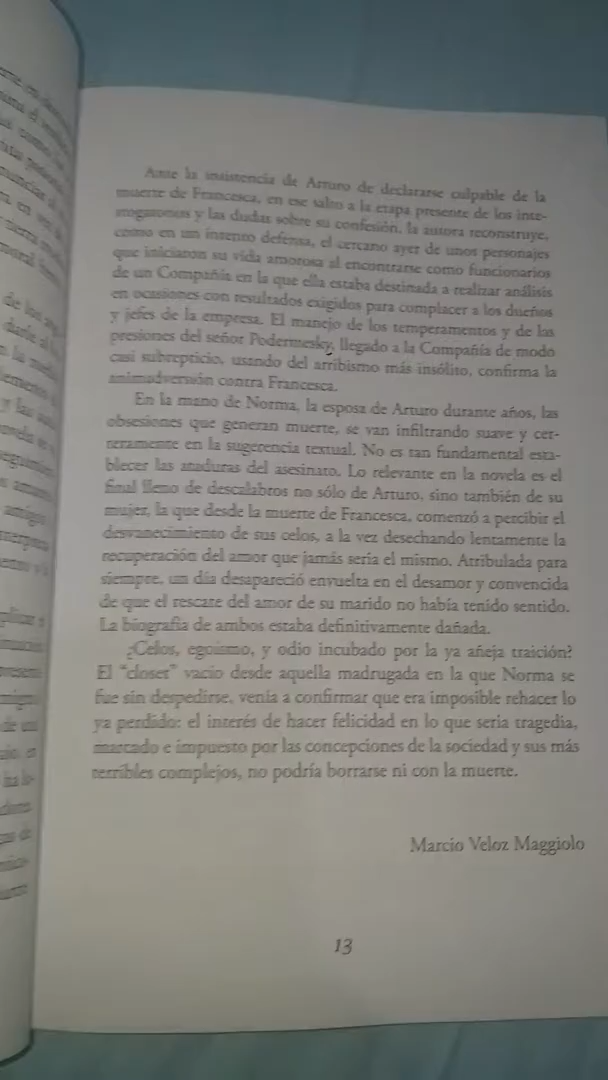 Ante la insistencia de Arturo de declararse culpable de la
muerte de Francesca, en ese salto a la etapa presente de los inte-
rrogatorios y las dudas sobre su confesión, la autora reconstruye,
como en un intento defensa, el cercano ayer de unos personajes
que iniciaron su vida amorosa al encontrarse como funcionarios
de un Compañía en la que ella estaba destinada a realizar análisis
en ocasiones con resultados exigidos para complacer a los dueños
y jefes de la empresa. El manejo de los temperamentos y de las
presiones del señor Podermesky, llegado a la Compañía de modo
casi subrepticio, usando del arribismo más insólito, confirma la
animadversión contra Francesca.
En la mano de Norma, la esposa de Arturo durante años, las
obsesiones que generan muerte, se van infiltrando suave y cer-
teramente en la sugerencia textual. No es tan fundamental esta-
blecer las ataduras del asesinato. Lo relevante en la novela es el
final lleno de descalabros no sólo de Arturo, sino también de su
mujer, la que desde la muerte de Francesca, comenzó a percibir el
desvanecimiento de sus celos, a la vez desechando lentamente la
recuperación del amor que jamás sería el mismo. Atribulada para
siempre, un día desapareció envuelta en el desamor y convencida
de que el rescate del amor de su marido no había tenido sentido.
La biografía de ambos estaba definitivamente dañada.
¿Celos, egoísmo, y odio incubado por la ya añeja traición?
El “closet” vacío desde aquella madrugada en la que Norma se
fue sin despedirse, venía a confirmar que era imposible rehacer lo
ya perdido: el interés de hacer felicidad en lo que sería tragedia,
marcado e impuesto por las concepciones de la sociedad y sus más
terribles complejos, no podría borrarse ni con la muerte.
Marcio Veloz Maggiolo
13